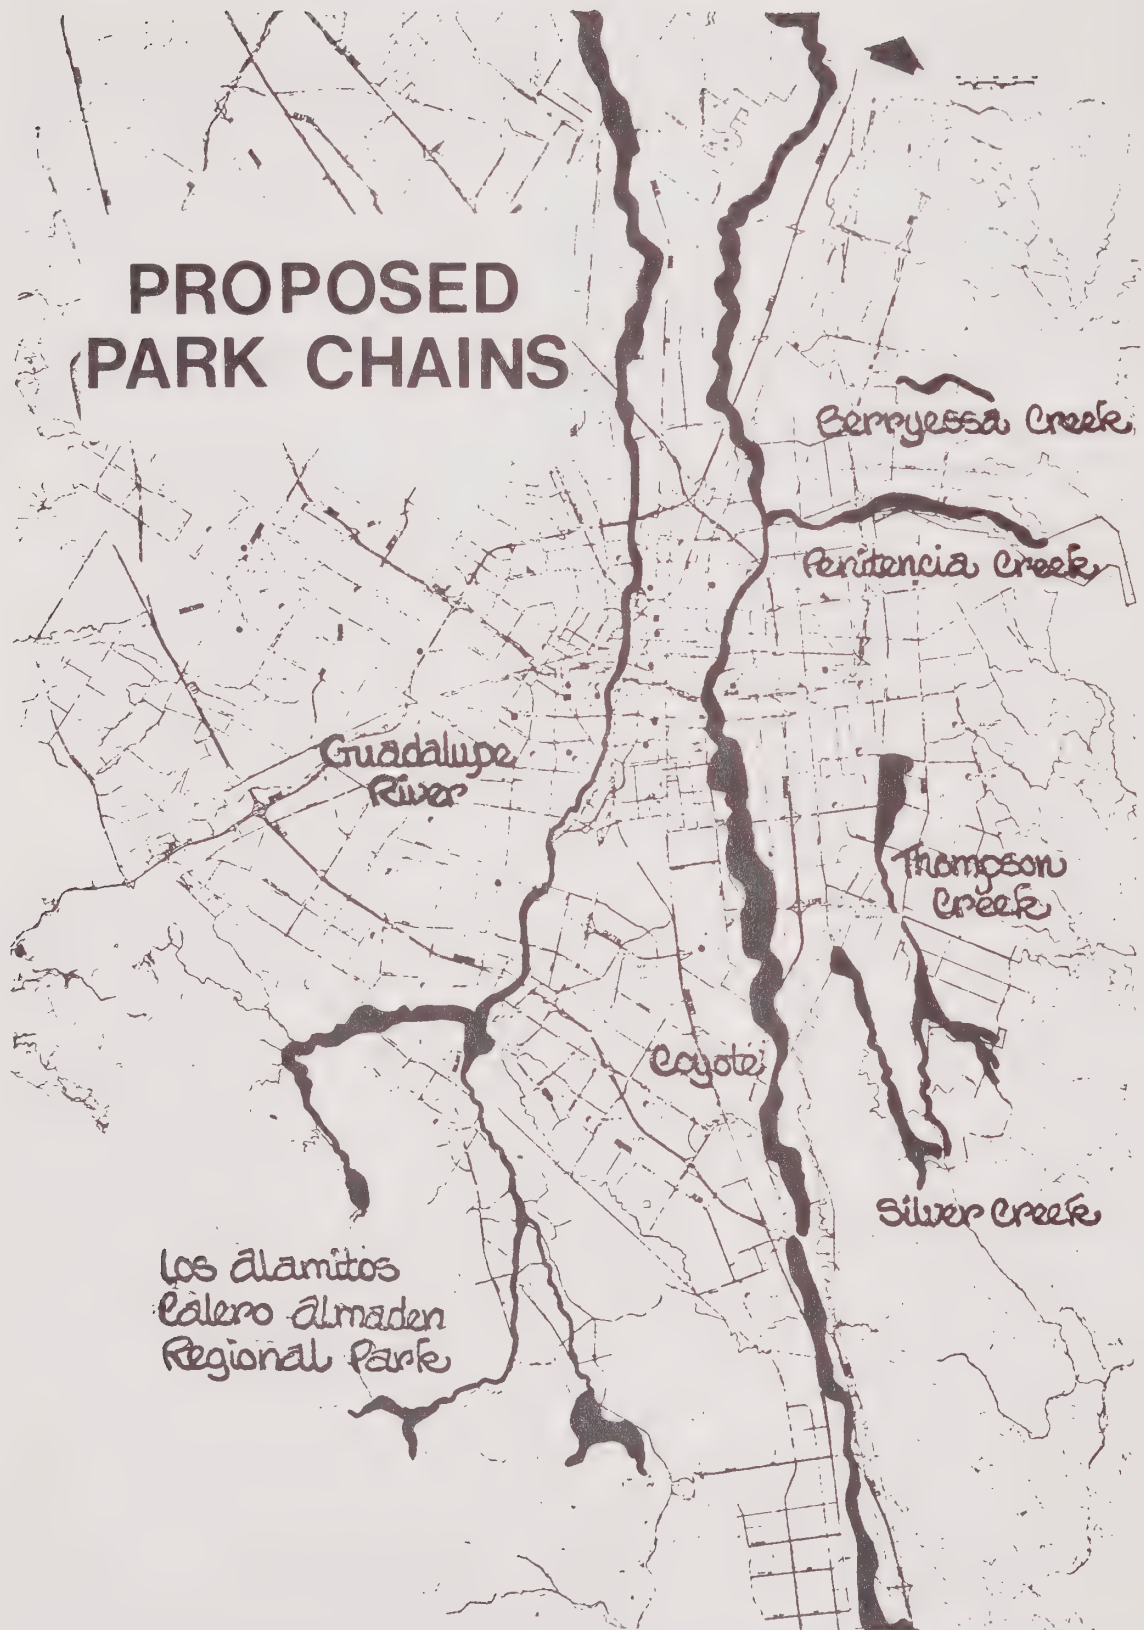 PROPOSED
PARK CHAINS
Berryessa Creek
Penitencia Creek
Guadalupe
River
Thompson
Creek
Coyote
Silver Creek
Los Alamitos
Calero Almaden
Regional Park